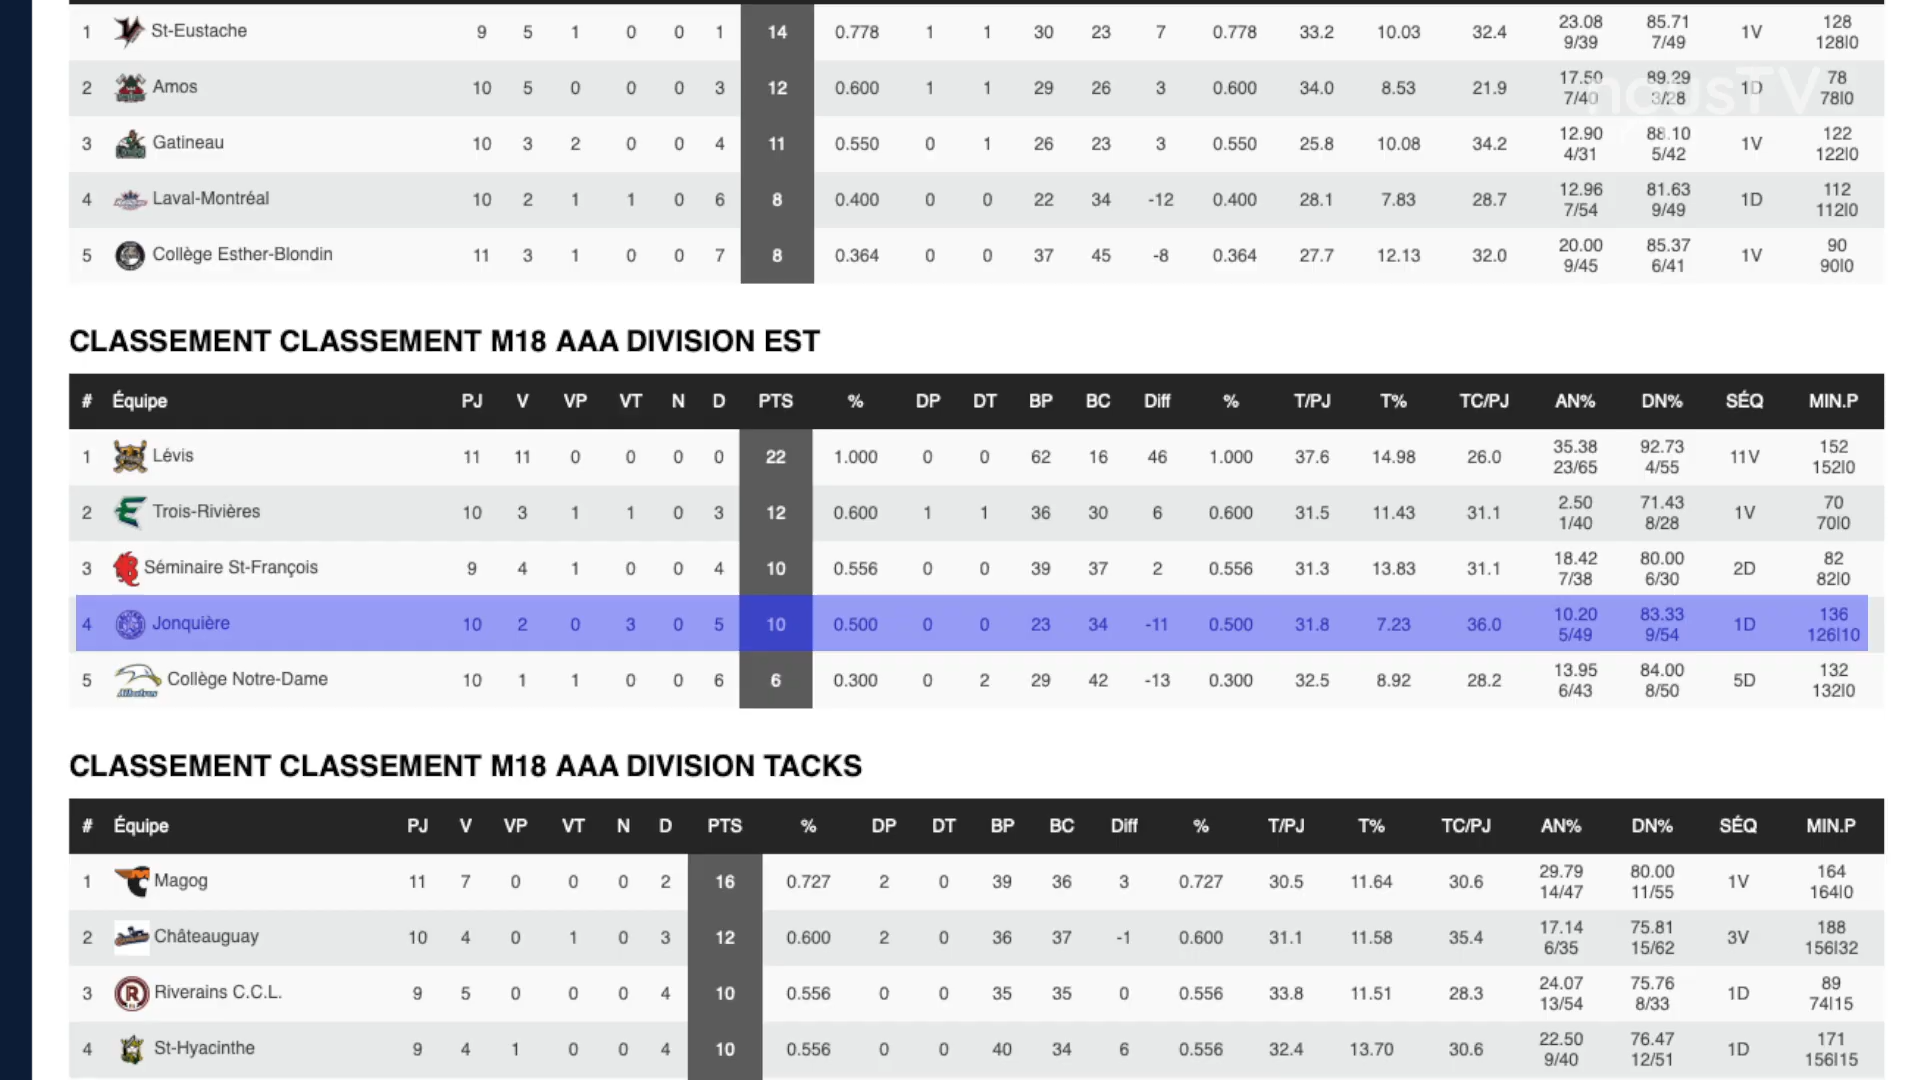 1 St-Eustache 9 5 1 0 0 1 14 0.778 1 1 30 23 7 0.778 33.2 10.03 32.4 23.08 9/39 85.71 7/49 1V 128 128|0
2 Amos 10 5 0 0 0 3 12 0.600 1 1 29 26 3 0.600 34.0 8.53 21.9 17.50 7/40 89.29 3/28 1D 78 78|0
nousTV
3 Gatineau 10 3 2 0 0 4 11 0.550 0 1 26 23 3 0.550 25.8 10.08 34.2 12.90 4/31 88.10 5/42 1V 122 122|0
4 Laval-Montréal 10 2 1 1 0 6 8 0.400 0 0 22 34 -12 0.400 28.1 7.83 28.7 12.96 7/54 81.63 9/49 1D 112 112|0
5 Collège Esther-Blondin 11 3 1 0 0 7 8 0.364 0 0 37 45 -8 0.364 27.7 12.13 32.0 20.00 9/45 85.37 6/41 1V 90 90|0
CLASSEMENT CLASSEMENT M18 AAA DIVISION EST
# Équipe PJ V VP VT N D PTS % DP DT BP BC Diff % T/PJ T% TC/PJ AN% DN% SÉQ MIN.P
1 Lévis 11 11 0 0 0 0 22 1.000 0 0 62 16 46 1.000 37.6 14.98 26.0 35.38 23/65 92.73 4/55 11V 152 152|0
2 Trois-Rivières 10 3 1 1 0 3 12 0.600 1 1 36 30 6 0.600 31.5 11.43 31.1 2.50 1/40 71.43 8/28 1V 70 70|0
3 Séminaire St-François 9 4 1 0 0 4 10 0.556 0 0 39 37 2 0.556 31.3 13.83 31.1 18.42 7/38 80.00 6/30 2D 82 82|0
4 Jonquière 10 2 0 3 0 5 10 0.500 0 0 23 34 -11 0.500 31.8 7.23 36.0 10.20 5/49 83.33 9/54 1D 136 126|10
5 Albatros Collège Notre-Dame 10 1 1 0 0 6 6 0.300 0 2 29 42 -13 0.300 32.5 8.92 28.2 13.95 6/43 84.00 8/50 5D 132 132|0
CLASSEMENT CLASSEMENT M18 AAA DIVISION TACKS
# Équipe PJ V VP VT N D PTS % DP DT BP BC Diff % T/PJ T% TC/PJ AN% DN% SÉQ MIN.P
1 Magog 11 7 0 0 0 2 16 0.727 2 0 39 36 3 0.727 30.5 11.64 30.6 29.79 14/47 80.00 11/55 1V 164 164|0
2 Châteauguay 10 4 0 1 0 3 12 0.600 2 0 36 37 -1 0.600 31.1 11.58 35.4 17.14 6/35 75.81 15/62 3V 188 156|32
3 R Riverains C.C.L. 9 5 0 0 0 4 10 0.556 0 0 35 35 0 0.556 33.8 11.51 28.3 24.07 13/54 75.76 8/33 1D 89 74|15
4 St-Hyacinthe 9 4 1 0 0 4 10 0.556 0 0 40 34 6 0.556 32.4 13.70 30.6 22.50 9/40 76.47 12/51 1D 171 156|15